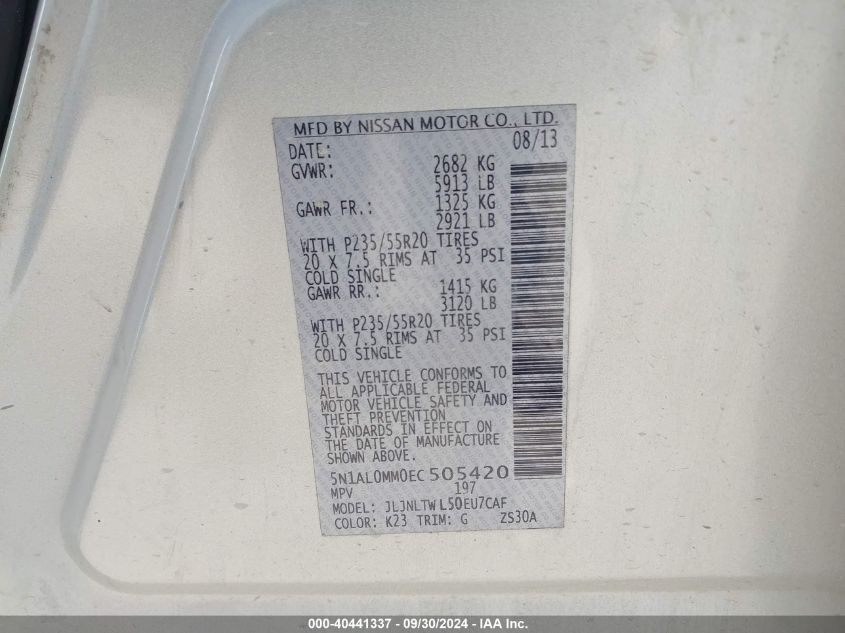 MFD BY NISSAN MOTOR CO., LTD.
DATE: 08/13
GVWR: 2682 KG
5913 LB
GAWR FR.: 1325 KG
2921 LB
WITH P235/55R20 TIRES
20 X 7.5 RIMS AT 35 PSI
COLD SINGLE
GAWR RR.: 1415 KG
3120 LB
WITH P235/55R20 TIRES
20 X 7.5 RIMS AT 35 PSI
COLD SINGLE
THIS VEHICLE CONFORMS TO
ALL APPLICABLE FEDERAL
MOTOR VEHICLE SAFETY AND
THEFT PREVENTION
STANDARDS IN EFFECT ON
THE DATE OF MANUFACTURE
SHOWN ABOVE.
5N1AL0MM0EC 505420
MPV 197
MODEL: JLJNLTW L50EU7CAF
COLOR: K23 TRIM: G ZS30A
000-40441337 - 09/30/2024 - IAA, Inc.